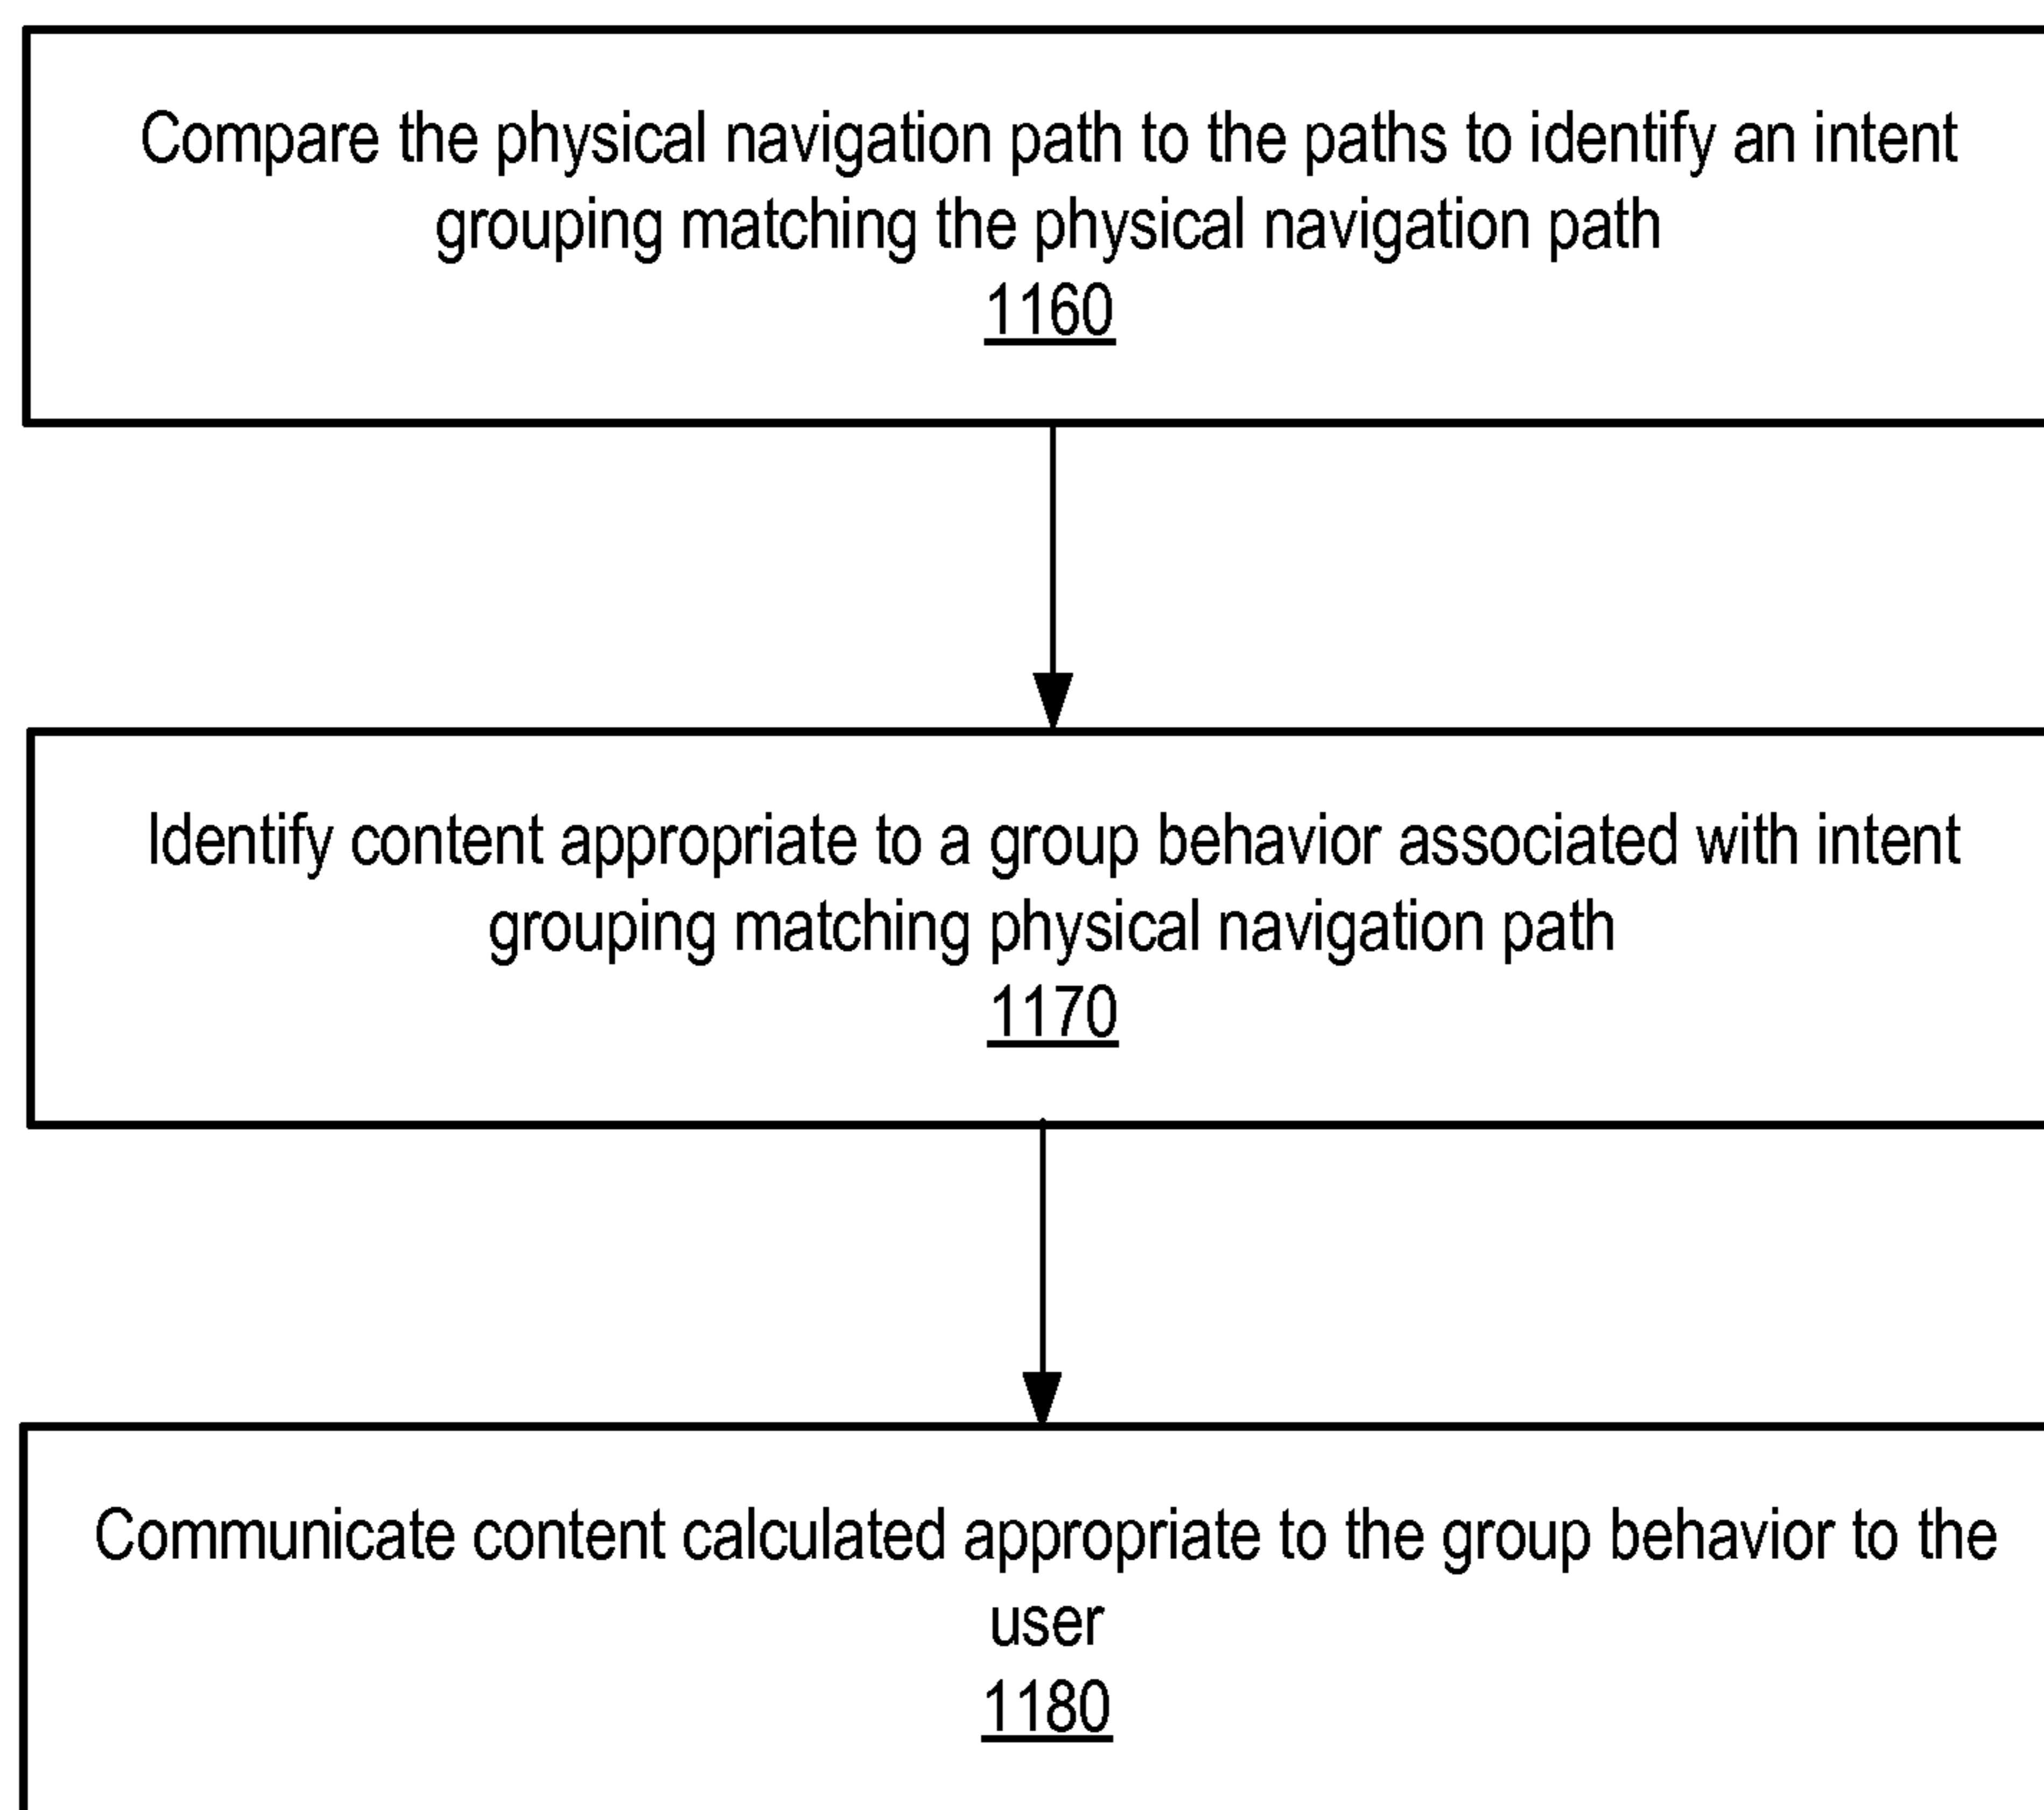 Compare the physical navigation path to the paths to identify an intent
grouping matching the physical navigation path
1160
Identify content appropriate to a group behavior associated with intent
grouping matching physical navigation path
1170
Communicate content calculated appropriate to the group behavior to the
user
1180